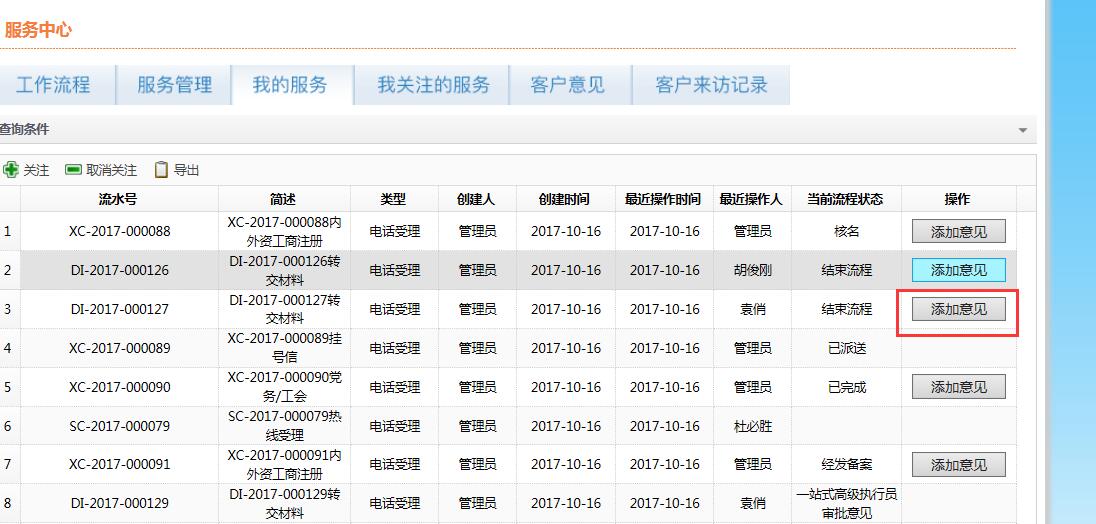 服务中心
工作流程 服务管理 我的服务 我关注的服务 客户意见 客户来访记录
查询条件
关注 取消关注 导出
流水号 简述 类型 创建人 创建时间 最近操作时间 最近操作人 当前流程状态 操作
1 XC-2017-000088 XC-2017-000088内 电话受理 管理员 2017-10-16 2017-10-16 管理员 核名 添加意见
外资工商注册
2 DI-2017-000126 DI-2017-000126转 电话受理 管理员 2017-10-16 2017-10-16 胡俊刚 结束流程 添加意见
交材料
3 DI-2017-000127 DI-2017-000127转 电话受理 管理员 2017-10-16 2017-10-16 袁俏 结束流程 添加意见
交材料
4 XC-2017-000089 XC-2017-000089挂 电话受理 管理员 2017-10-16 2017-10-16 管理员 已派送
号信
5 XC-2017-000090 XC-2017-000090党 电话受理 管理员 2017-10-16 2017-10-16 管理员 已完成 添加意见
务/工会
6 SC-2017-000079 SC-2017-000079热 电话受理 管理员 2017-10-16 2017-10-16 杜必胜
线受理
7 XC-2017-000091 XC-2017-000091内 电话受理 管理员 2017-10-16 2017-10-16 管理员 经发备案 添加意见
外资工商注册
8 DI-2017-000129 DI-2017-000129转 电话受理 管理员 2017-10-16 2017-10-16 袁俏 一站式高级执行员
交材料 审批意见